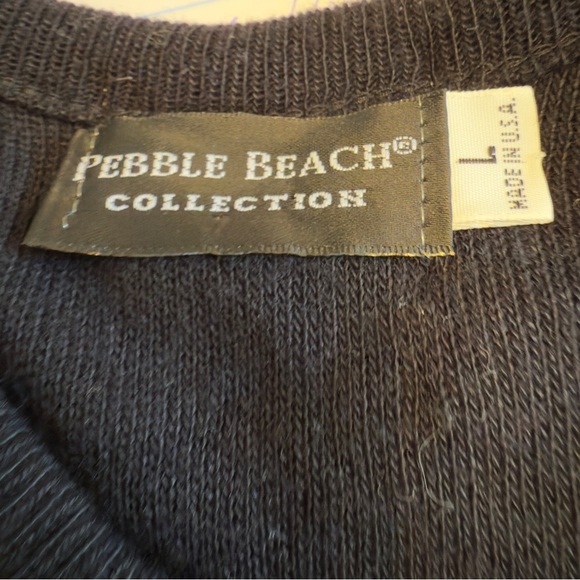 PEBBLE BEACH®
COLLECTION
L
MADE IN U.S.A.